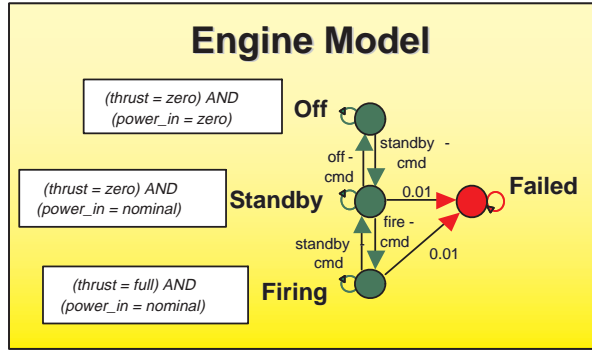 Engine Model
(thrust = zero) AND
(power_in = zero)
Off
off -
cmd
standby -
cmd
(thrust = zero) AND
(power_in = nominal)
Standby
0.01
Failed
standby -
cmd
fire -
cmd
0.01
(thrust = full) AND
(power_in = nominal)
Firing